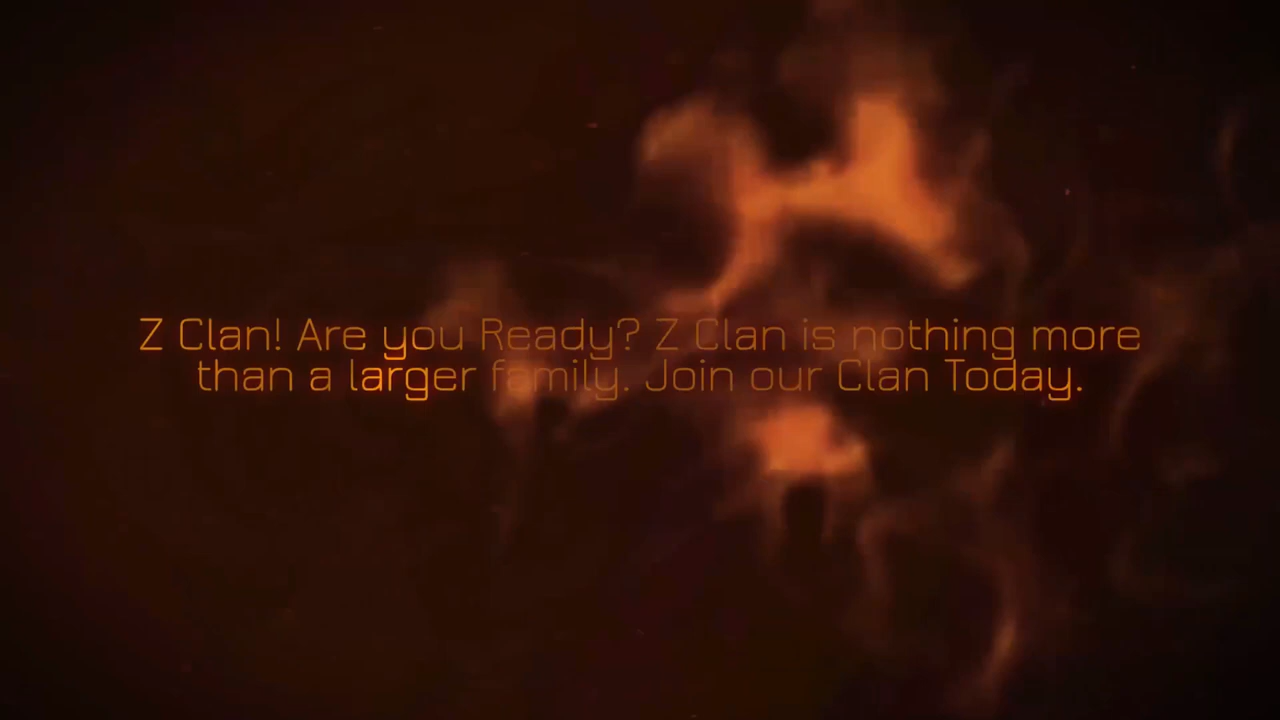 Z Clan! Are you Ready? Z Clan is nothing more
than a larger family. Join our Clan Today.